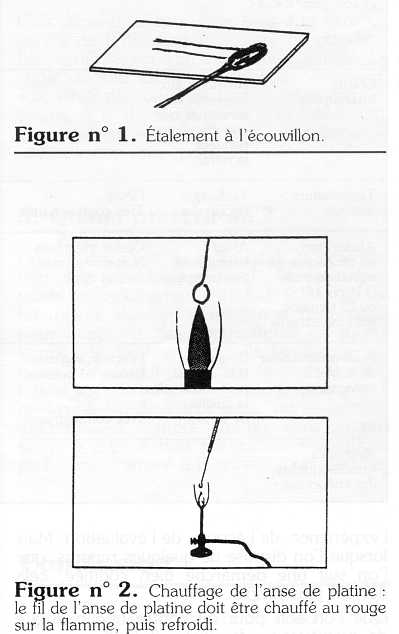 Figure n° 1. Étalement à l'écouvillon.
Figure n° 2. Chauffage de l'anse de platine :
le fil de l'anse de platine doit être chauffé au rouge
sur la flamme, puis refroidi.